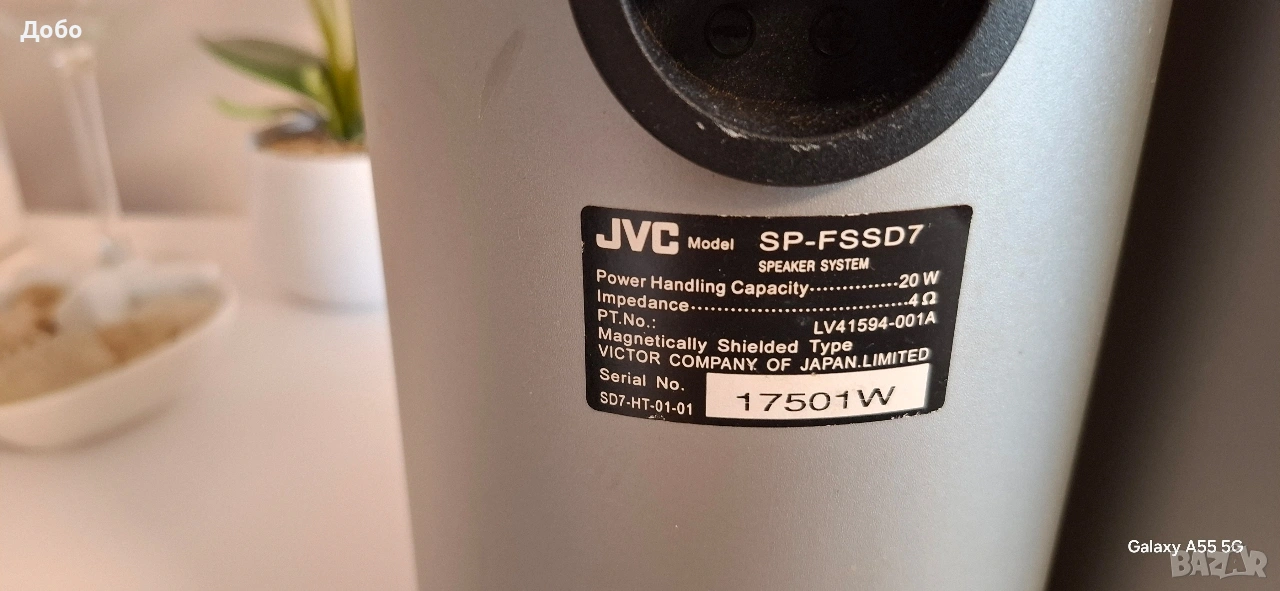 Добо
JVC Model SP-FSSD7
SPEAKER SYSTEM
Power Handling Capacity..............20 W
Impedance....................................4 Ω
PT.No.: LV41594-001A
Magnetically Shielded Type
VICTOR COMPANY OF JAPAN.LIMITED
Serial No.
SD7-HT-01-01 17501W
Galaxy A55 5G
BAZAR